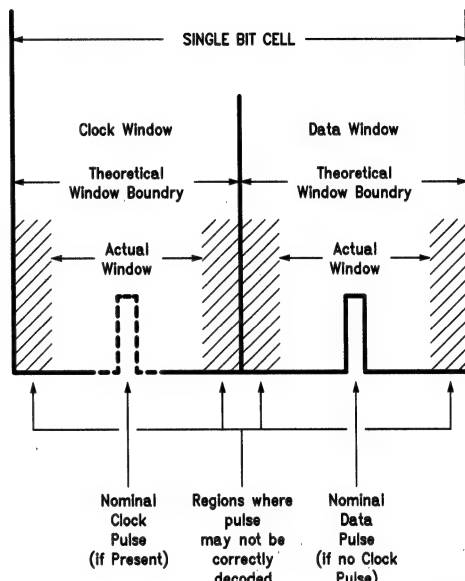 SINGLE BIT CELL
Clock Window
Data Window
Theoretical
Window Boundry
Theoretical
Window Boundry
Actual
Window
Actual
Window
Nominal
Clock
Pulse
(if Present)
Regions where
pulse
may not be
correctly
decoded
Nominal
Data
Pulse
(if no Clock
Pulse)